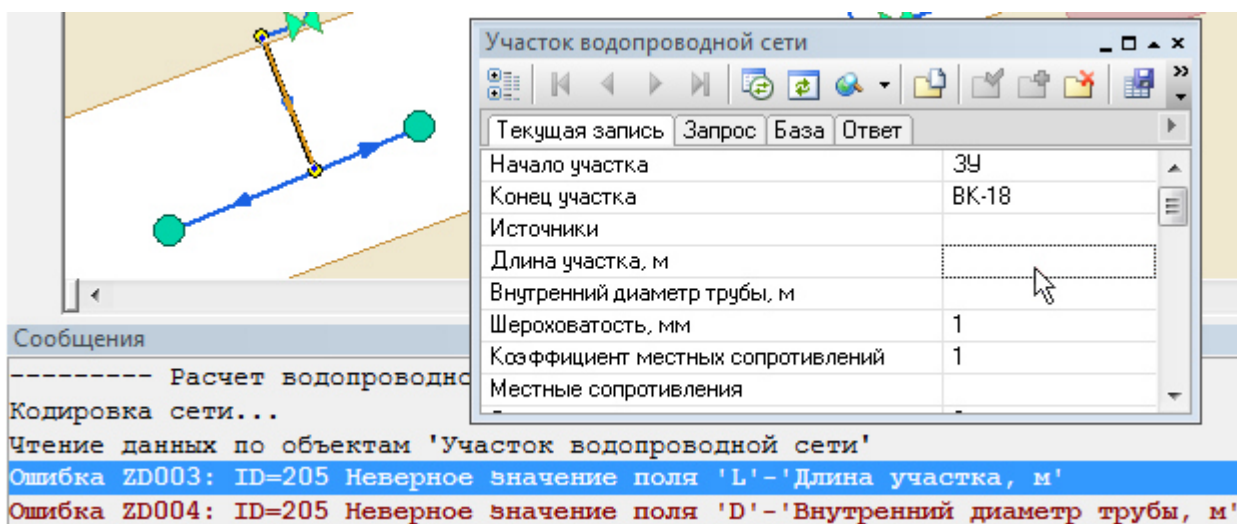 Участок водопроводной сети
Текущая запись Запрос База Ответ
Начало участка ЗУ
Конец участка ВК-18
Источники
Длина участка, м
Внутренний диаметр трубы, м
Шероховатость, мм 1
Коэффициент местных сопротивлений 1
Местные сопротивления
Сообщения
--------- Расчет водопроводно
Кодировка сети...
Чтение данных по объектам 'Участок водопроводной сети'
Ошибка ZD003: ID=205 Неверное значение поля 'L'-'Длина участка, м'
Ошибка ZD004: ID=205 Неверное значение поля 'D'-'Внутренний диаметр трубы, м'